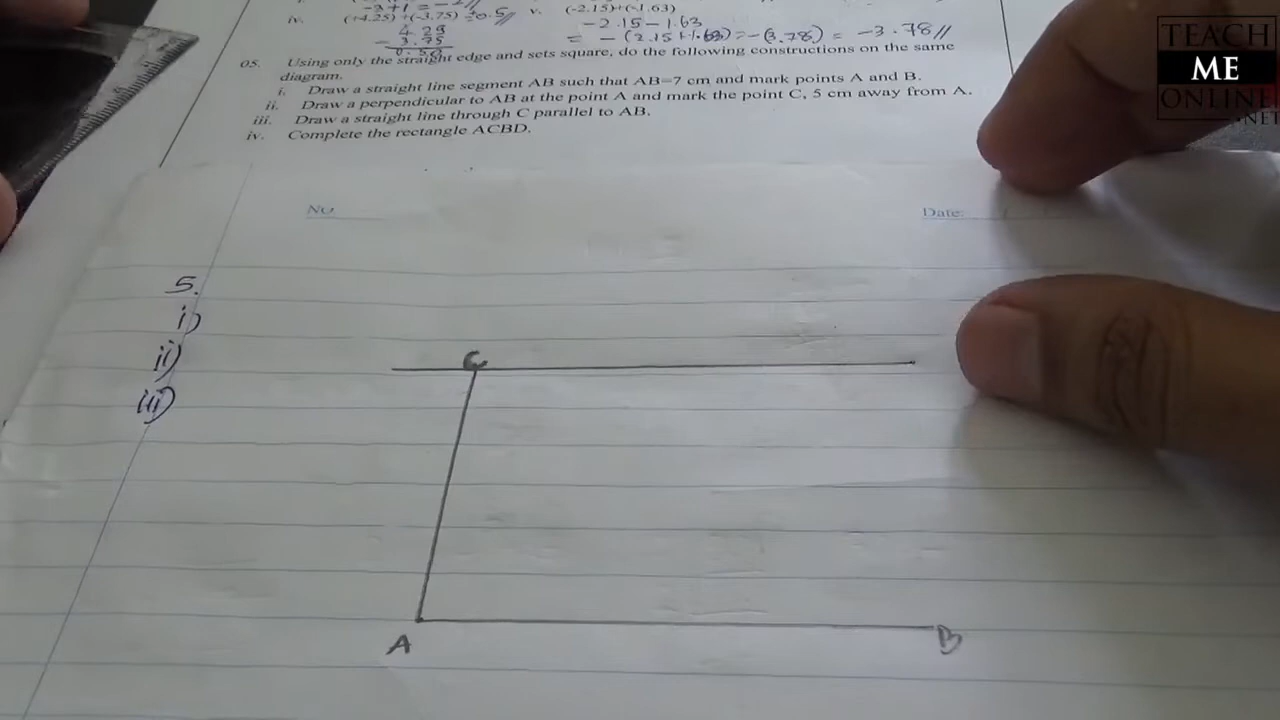 -3+1 = -2//
iv. (+4.25)+(-3.75) = 0.5//
v. (-2.15)+(-1.63)
4.25
- 3.75
0.50
-2.15-1.63
= -(2.15+1.63)=-(3.78) = -3.78//
05. Using only the straight edge and sets square, do the following constructions on the same
diagram.
i. Draw a straight line segment AB such that AB=7 cm and mark points A and B.
ii. Draw a perpendicular to AB at the point A and mark the point C, 5 cm away from A.
iii. Draw a straight line through C parallel to AB.
iv. Complete the rectangle ACBD.
TEACH
ME
ONLINE
.NET
NO
Date:
5.
i)
ii)
iii)
C
A
B